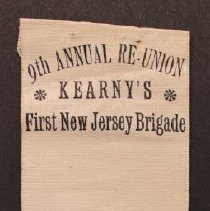 9th ANNUAL RE-UNION
KEARNY'S
First New Jersey Brigade